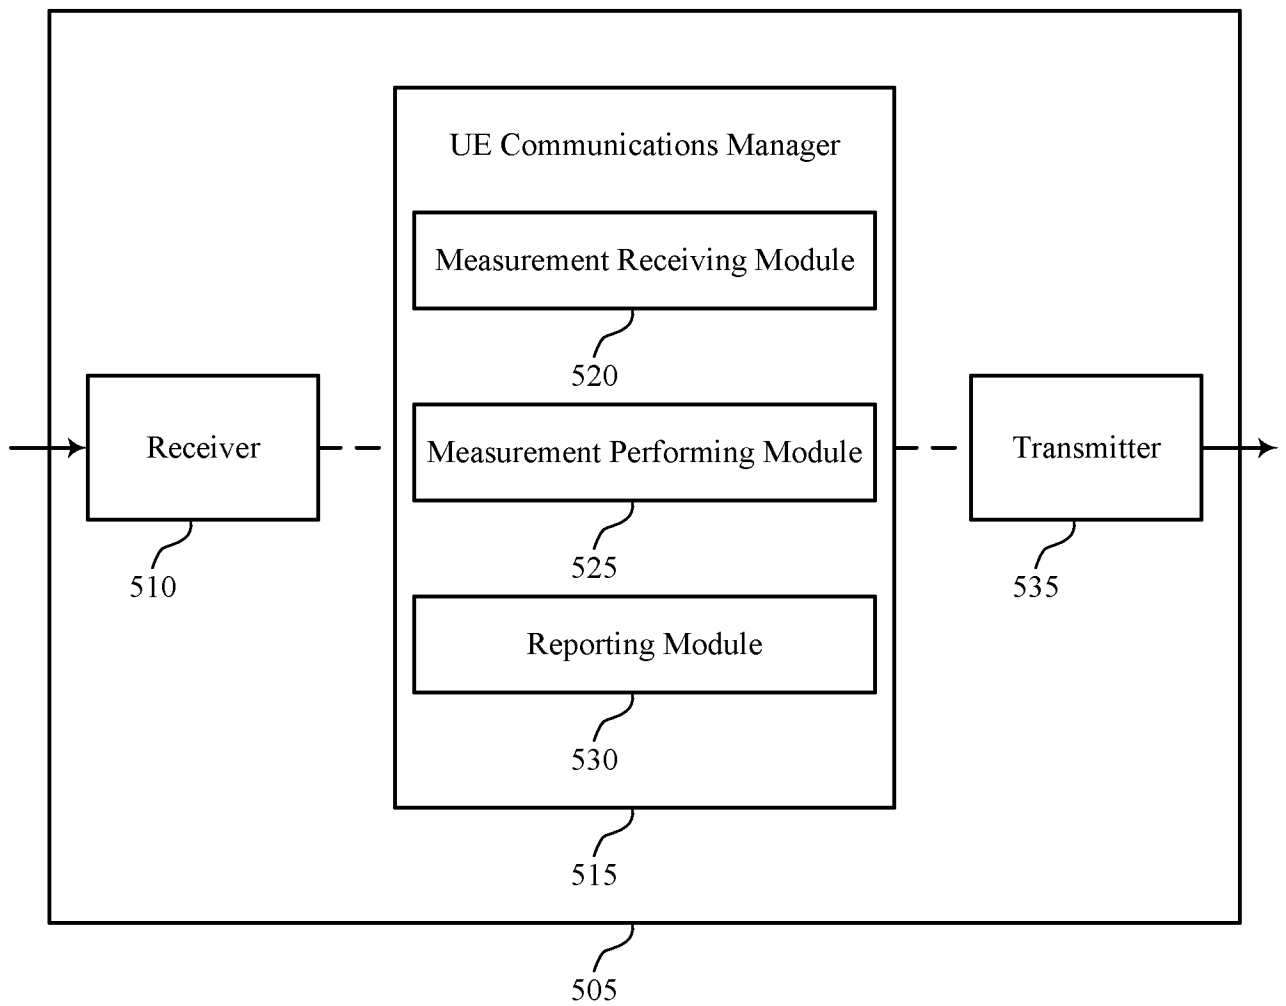 UE Communications Manager
Measurement Receiving Module
520
Receiver
510
Measurement Performing Module
525
Transmitter
535
Reporting Module
530
515
505